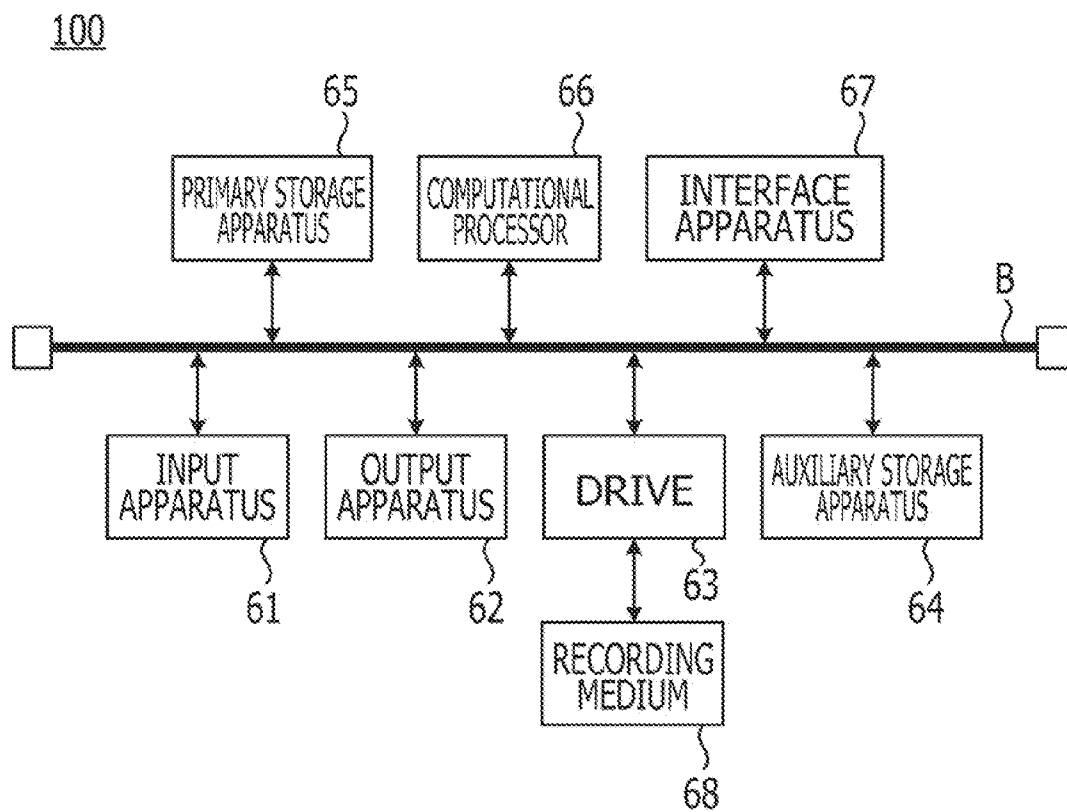 100
65
66
67
PRIMARY STORAGE
APPARATUS
COMPUTATIONAL
PROCESSOR
INTERFACE
APPARATUS
B
INPUT
APPARATUS
OUTPUT
APPARATUS
DRIVE
AUXILIARY STORAGE
APPARATUS
61
62
63
64
RECORDING
MEDIUM
68